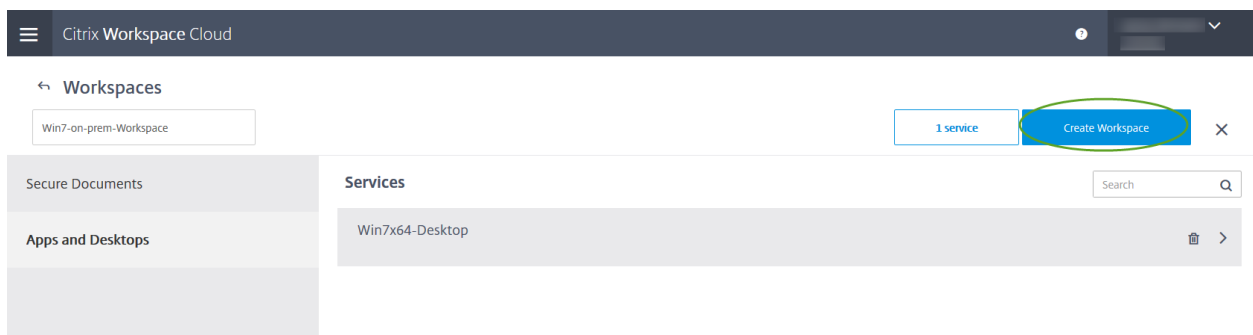 Citrix Workspace Cloud
?
Workspaces
Win7-on-prem-Workspace
1 service
Create Workspace
Secure Documents
Services
Search
Apps and Desktops
Win7x64-Desktop